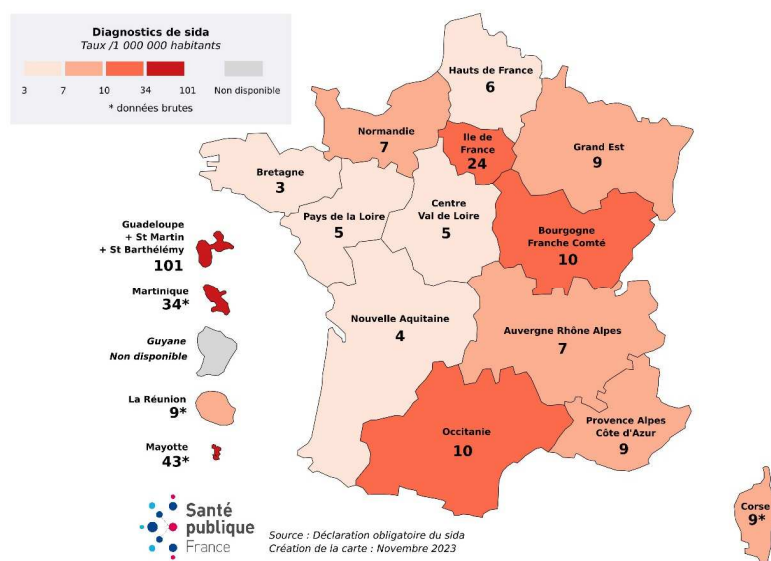 Diagnostics de sida
Taux /1 000 000 habitants
3 7 10 34 101 Non disponible
* données brutes
Hauts de France
6
Normandie
7
Ile de
France
24
Grand Est
9
Bretagne
3
Pays de la Loire
5
Centre
Val de Loire
5
Bourgogne
Franche Comté
10
Guadeloupe
+ St Martin
+ St Barthélémy
101
Martinique
34*
Guyane
Non disponible
La Réunion
9*
Mayotte
43*
Nouvelle Aquitaine
4
Auvergne Rhône Alpes
7
Occitanie
10
Provence Alpes
Côte d'Azur
9
Corse
9*
Santé
publique
France
Source : Déclaration obligatoire du sida
Création de la carte : Novembre 2023